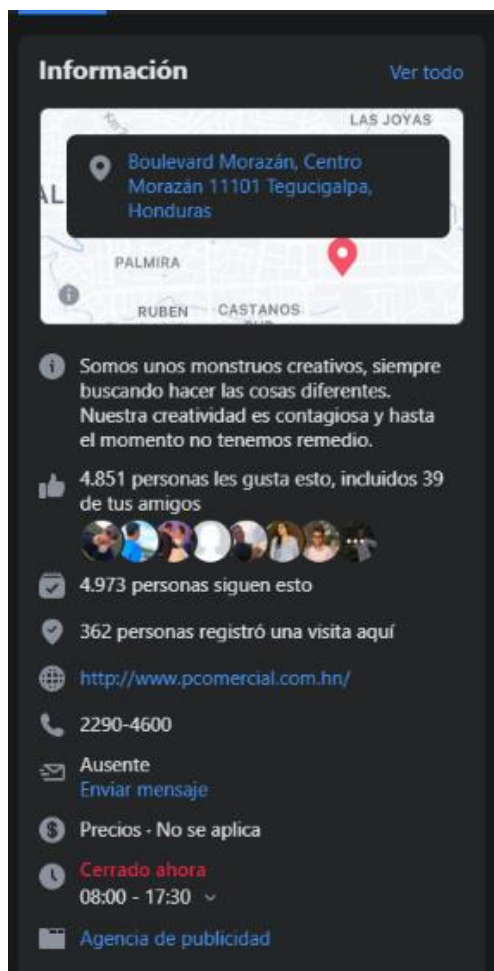 Información
Ver todo
LAS JOYAS
Boulevard Morazán, Centro
Morazán 11101 Tegucigalpa,
Honduras
AL
PALMIRA
RUBEN CASTANOS
Somos unos monstruos creativos, siempre
buscando hacer las cosas diferentes.
Nuestra creatividad es contagiosa y hasta
el momento no tenemos remedio.
4.851 personas les gusta esto, incluidos 39
de tus amigos
4.973 personas siguen esto
362 personas registró una visita aquí
http://www.pcomercial.com.hn/
2290-4600
Ausente
Enviar mensaje
Precios · No se aplica
Cerrado ahora
08:00 - 17:30
Agencia de publicidad